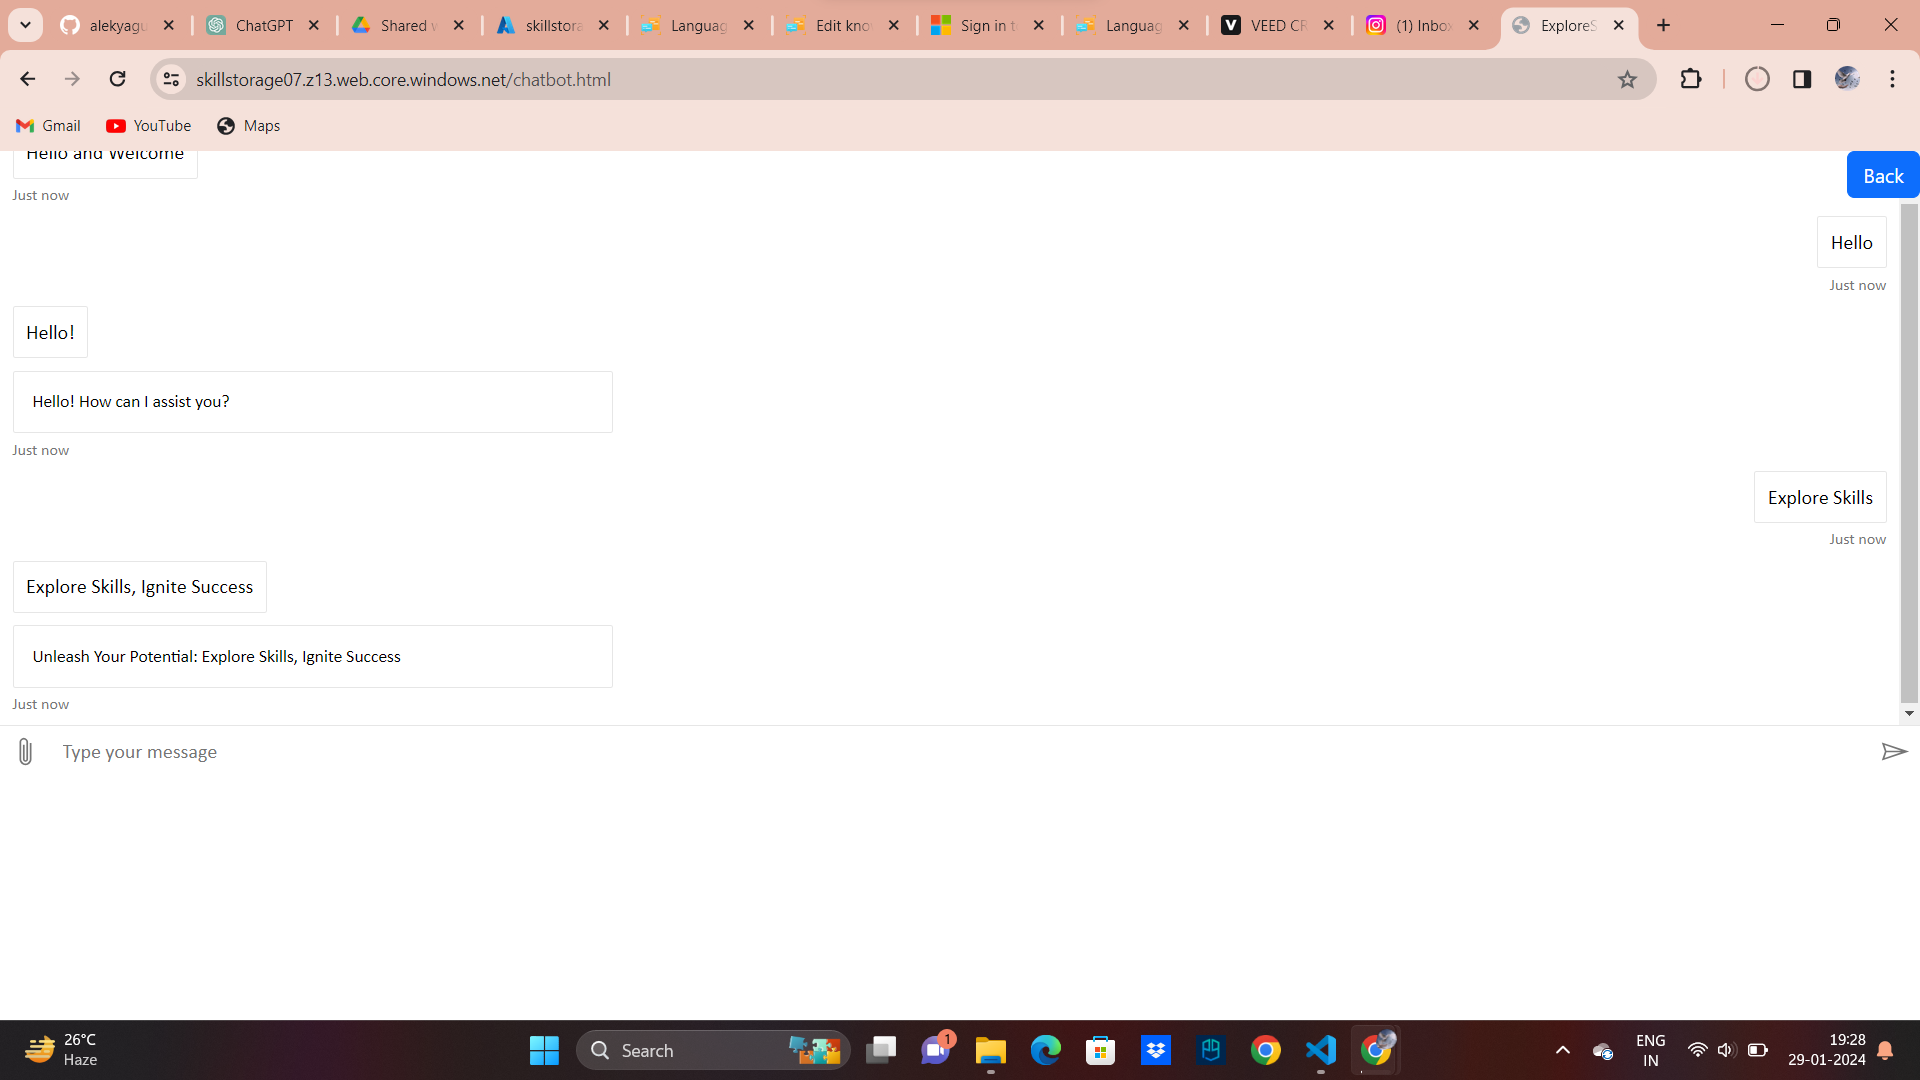 alekyagu
ChatGPT
Shared w
skillstora
Languag
Edit know
Sign in to
Languag
VEED CR
(1) Inbox
ExploreS
skillstorage07.z13.web.core.windows.net/chatbot.html
Gmail
YouTube
Maps
Hello and Welcome
Back
Just now
Hello
Just now
Hello!
Hello! How can I assist you?
Just now
Explore Skills
Just now
Explore Skills, Ignite Success
Unleash Your Potential: Explore Skills, Ignite Success
Just now
Type your message
26°C
Haze
Search
1
ENG
IN
19:28
29-01-2024